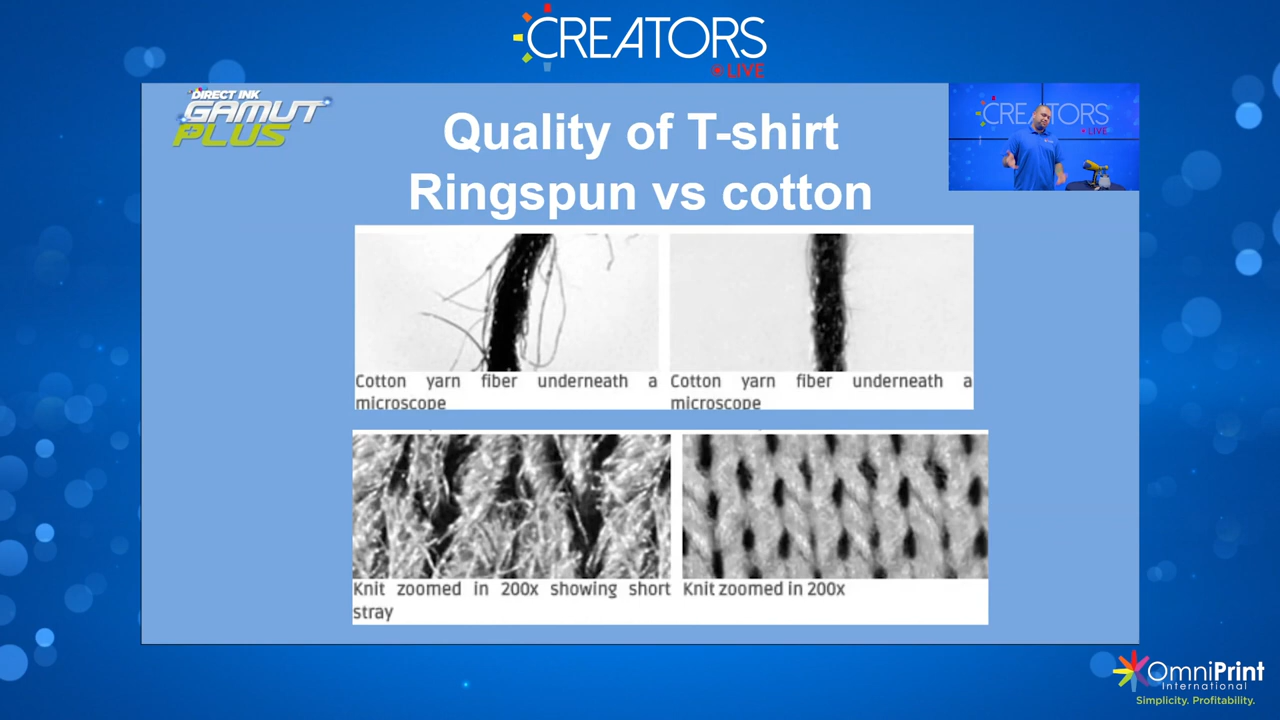 CREATORS
LIVE
DIRECT INK
GAMUT
PLUS
Quality of T-shirt
Ringspun vs cotton
CREATORS
LIVE
Cotton yarn fiber underneath a
microscope
Cotton yarn fiber underneath a
microscope
Knit zoomed in 200x showing short
stray
Knit zoomed in 200x
OmniPrint
International
Simplicity. Profitability.